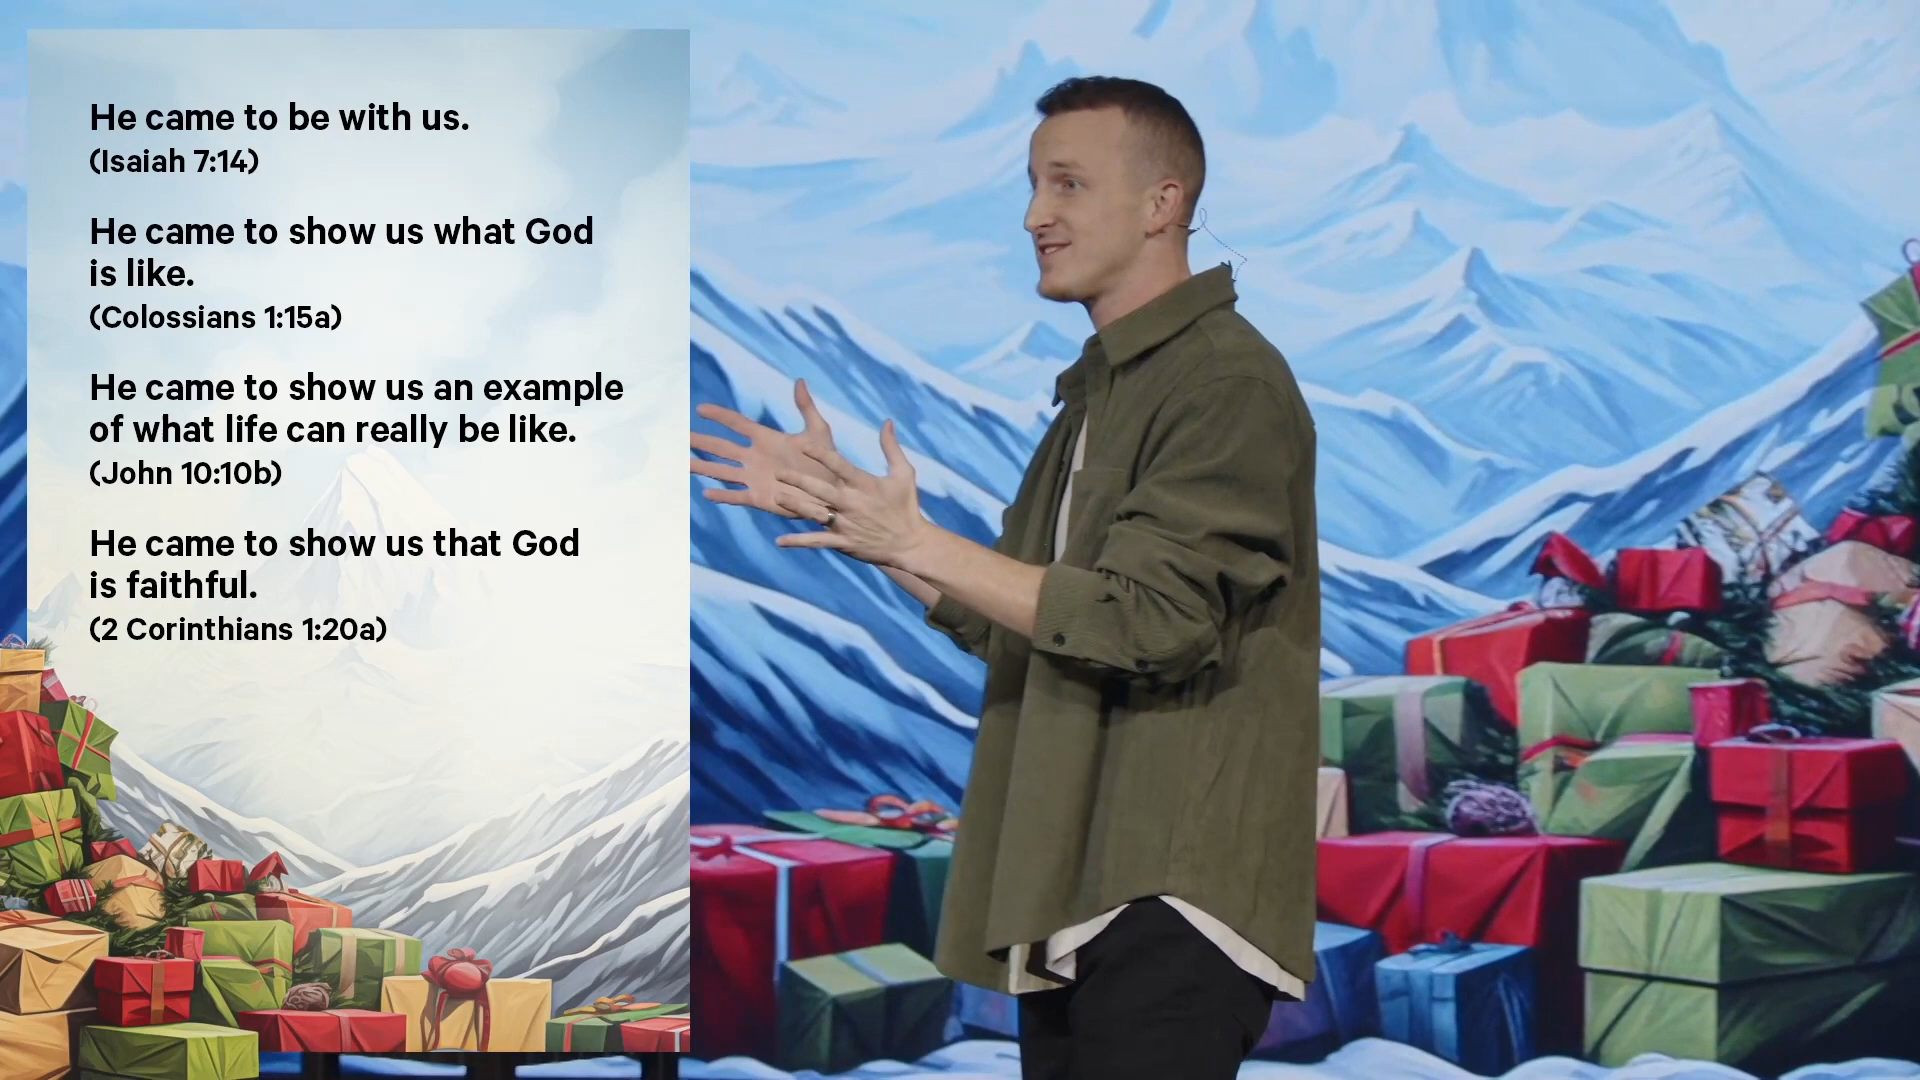 He came to be with us.
(Isaiah 7:14)
He came to show us what God
is like.
(Colossians 1:15a)
He came to show us an example
of what life can really be like.
(John 10:10b)
He came to show us that God
is faithful.
(2 Corinthians 1:20a)